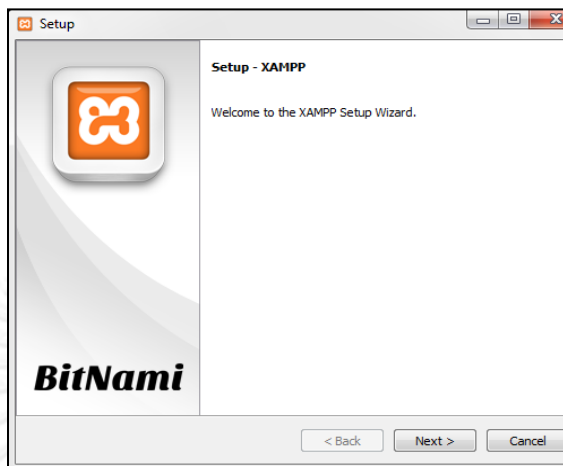 Setup
Setup - XAMPP
Welcome to the XAMPP Setup Wizard.
BitNami
< Back
Next >
Cancel